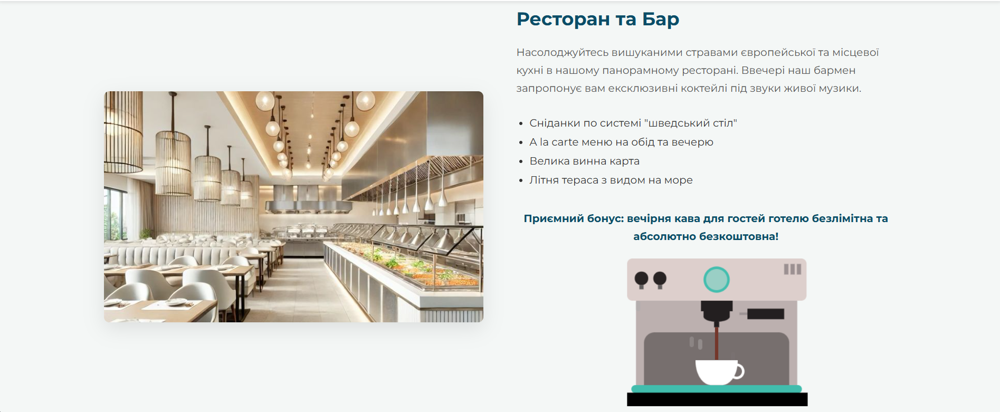 Ресторан та Бар
Насолоджуйтесь вишуканими стравами європейської та місцевої
кухні в нашому панорамному ресторані. Ввечері наш бармен
запропонує вам ексклюзивні коктейлі під звуки живої музики.
• Сніданки по системі "шведський стіл"
• A la carte меню на обід та вечерю
• Велика винна карта
• Літня тераса з видом на море
Приємний бонус: вечірня кава для гостей готелю безлімітна та
абсолютно безкоштовна!